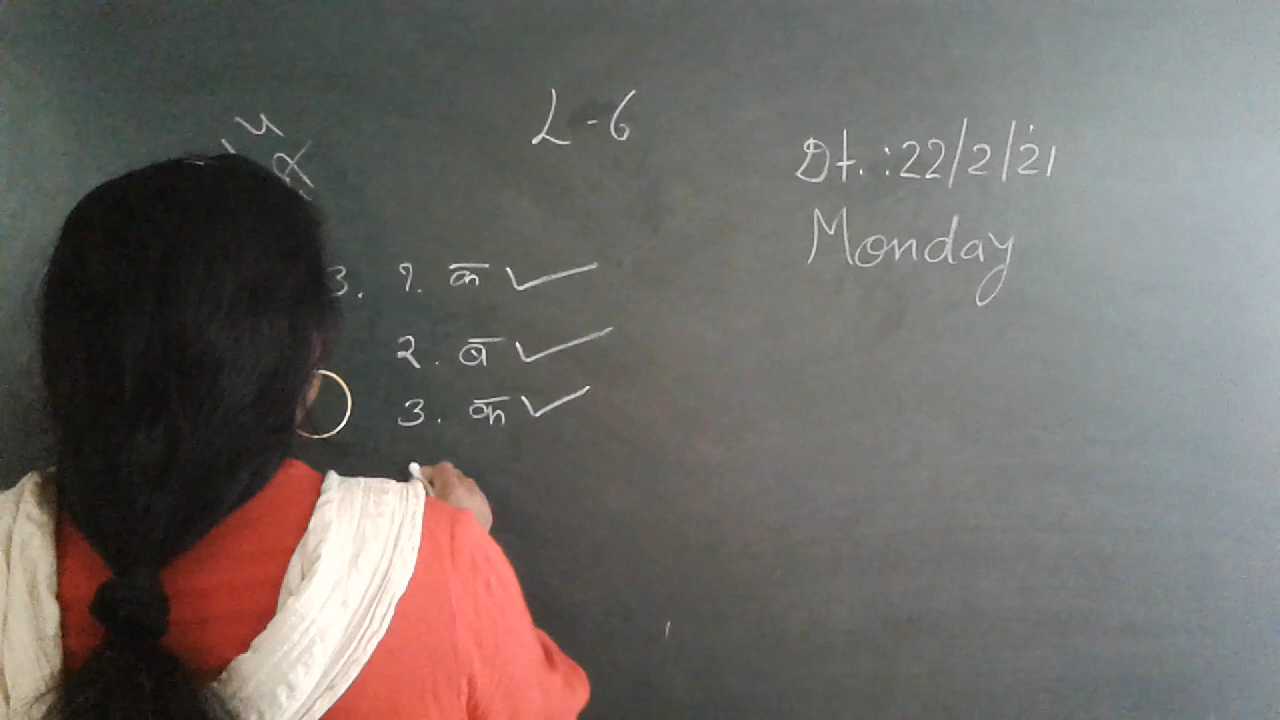 L-6
Dt.:22/2/21
Monday
3. १. क ✓
२. ब ✓
३. क ✓